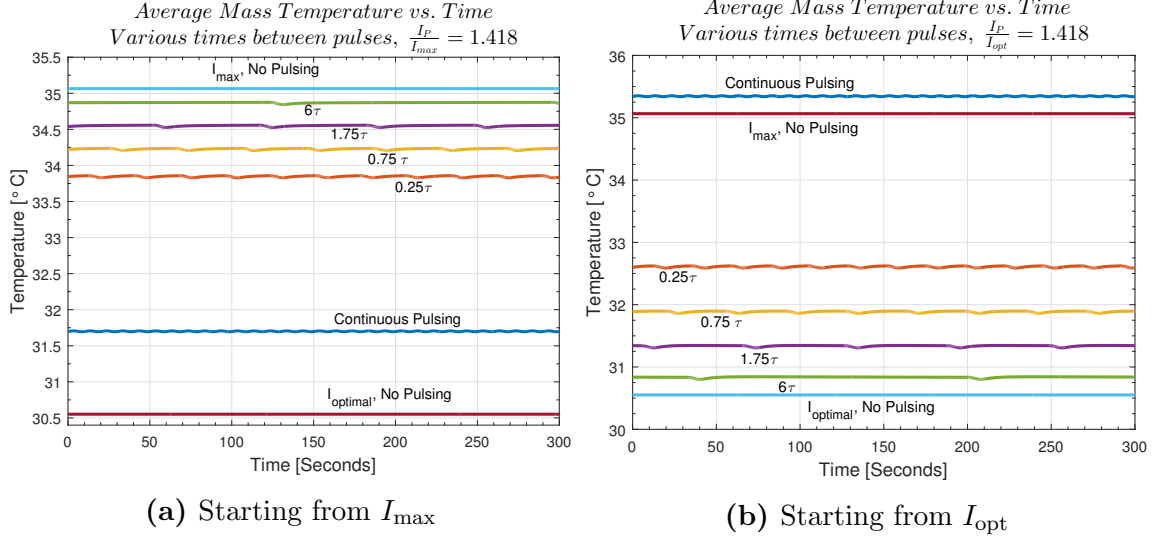 Average Mass Temperature vs. Time
Various times between pulses, I_P/I_max = 1.418
35.5
35
34.5
34
33.5
33
32.5
32
31.5
31
30.5
Temperature [° C]
I_max, No Pulsing
6τ
1.75τ
0.75 τ
0.25τ
Continuous Pulsing
I_optimal, No Pulsing
0 50 100 150 200 250 300
Time [Seconds]
(a) Starting from I_max
Average Mass Temperature vs. Time
Various times between pulses, I_P/I_opt = 1.418
36
35
34
33
32
31
30
Temperature [° C]
Continuous Pulsing
I_max, No Pulsing
0.25τ
0.75 τ
1.75τ
6τ
I_optimal, No Pulsing
0 50 100 150 200 250 300
Time [Seconds]
(b) Starting from I_opt